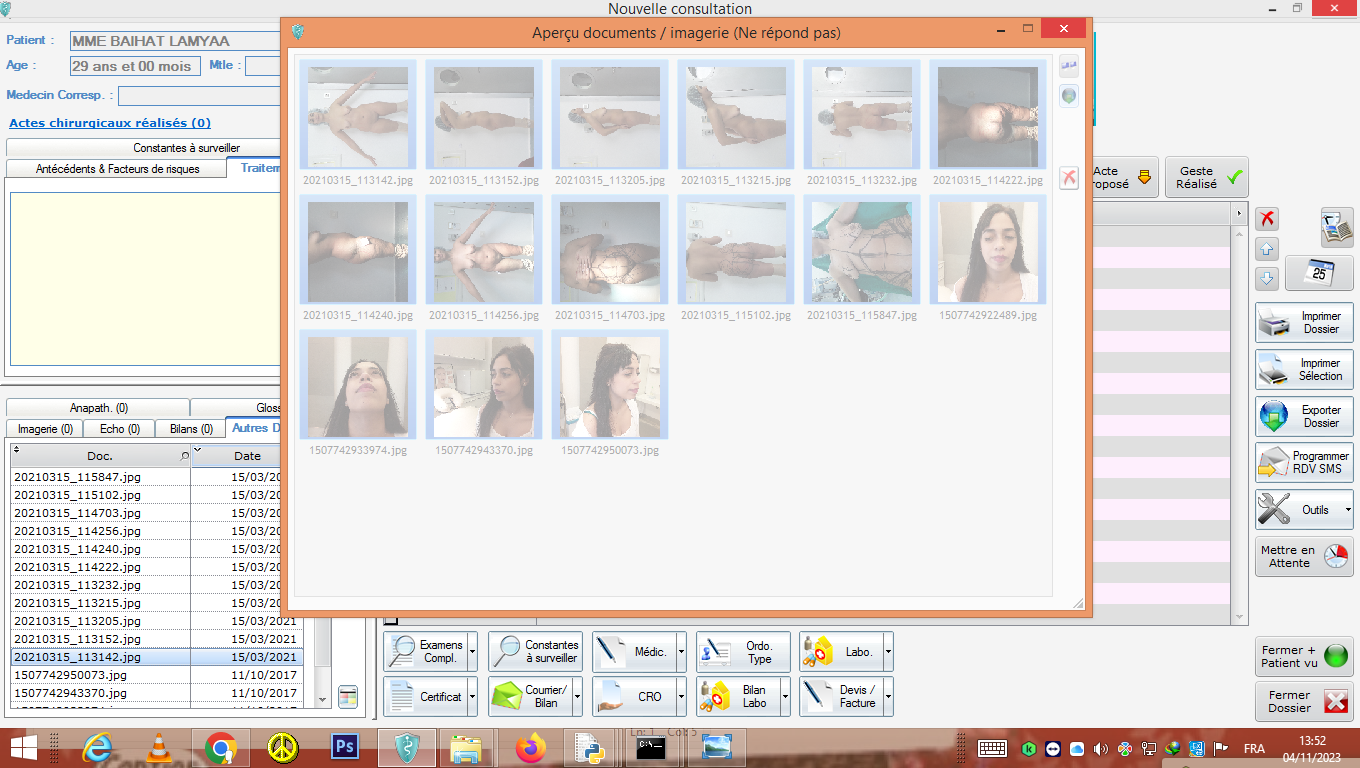 Nouvelle consultation
Patient :
MME BAIHAT LAMYAA
Age :
29 ans et 00 mois
Mtle :
Medecin Corresp. :
Actes chirurgicaux réalisés (0)
Constantes à surveiller
Antécédents & Facteurs de risques
Traitem
Aperçu documents / imagerie (Ne répond pas)
20210315_113142.jpg
20210315_113152.jpg
20210315_113205.jpg
20210315_113215.jpg
20210315_113232.jpg
20210315_114222.jpg
20210315_114240.jpg
20210315_114256.jpg
20210315_114703.jpg
20210315_115102.jpg
20210315_115847.jpg
1507742922489.jpg
1507742933974.jpg
1507742943370.jpg
1507742950073.jpg
Acte
roposé
Geste
Réalisé
25
Imprimer
Dossier
Imprimer
Sélection
Exporter
Dossier
Programmer
RDV SMS
Outils
Mettre en
Attente
Fermer +
Patient vu
Fermer
Dossier
Anapath. (0)
Gloss
Imagerie (0)
Echo (0)
Bilans (0)
Autres D
Doc.
Date
20210315_115847.jpg 15/03/20
20210315_115102.jpg 15/03/20
20210315_114703.jpg 15/03/20
20210315_114256.jpg 15/03/20
20210315_114240.jpg 15/03/20
20210315_114222.jpg 15/03/20
20210315_113232.jpg 15/03/20
20210315_113215.jpg 15/03/20
20210315_113205.jpg 15/03/2021
20210315_113152.jpg 15/03/2021
20210315_113142.jpg 15/03/2021
1507742950073.jpg 11/10/2017
1507742943370.jpg 11/10/2017
Examens
Compl.
Constantes
à surveiller
Médic.
Ordo.
Type
Labo.
Certificat
Courrier/
Bilan
CRO
Bilan
Labo
Devis /
Facture
Ln: 1 Col: 5
Ps
C:\_
FRA
13:52
04/11/2023